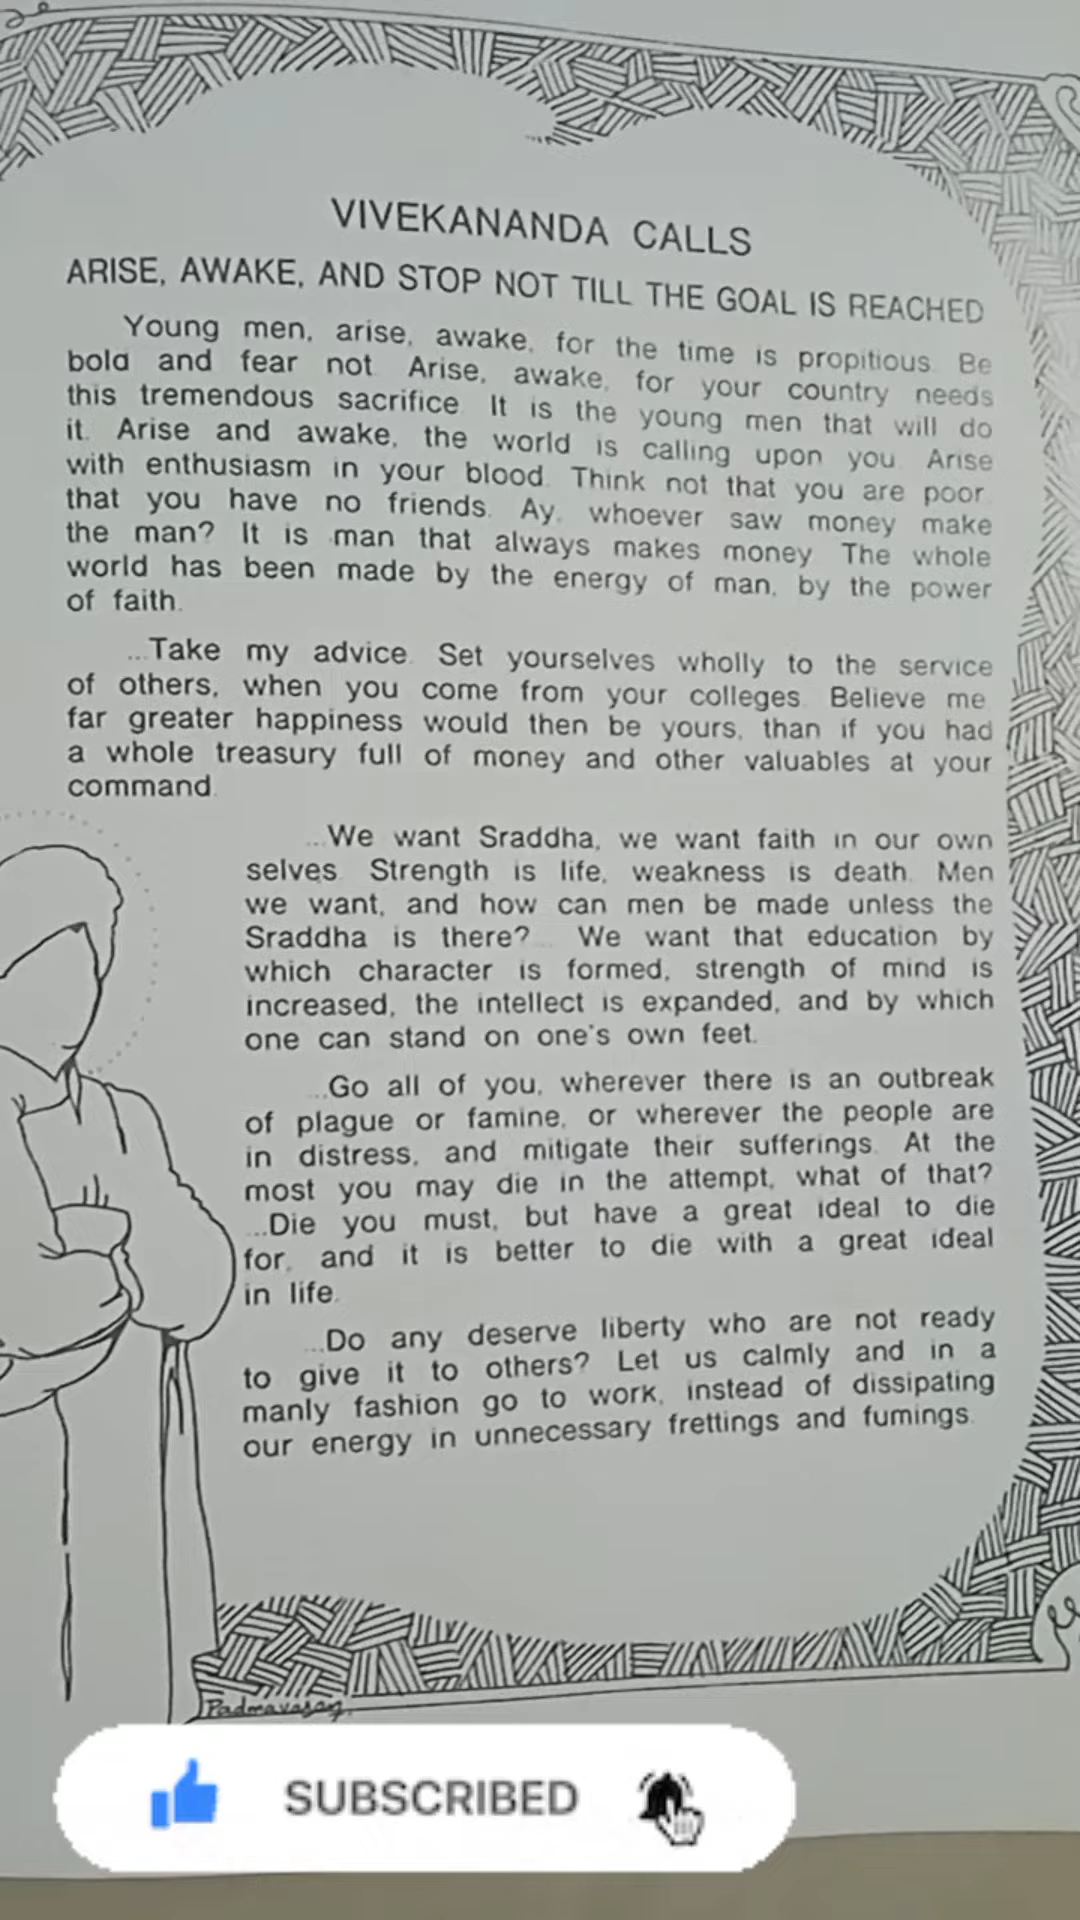 VIVEKANANDA CALLS
ARISE, AWAKE, AND STOP NOT TILL THE GOAL IS REACHED
Young men, arise, awake, for the time is propitious. Be
bold and fear not. Arise, awake, for your country needs
this tremendous sacrifice. It is the young men that will do
it. Arise and awake, the world is calling upon you. Arise
with enthusiasm in your blood. Think not that you are poor,
that you have no friends. Ay, whoever saw money make
the man? It is man that always makes money. The whole
world has been made by the energy of man, by the power
of faith.
...Take my advice. Set yourselves wholly to the service
of others, when you come from your colleges. Believe me
far greater happiness would then be yours, than if you had
a whole treasury full of money and other valuables at your
command.
...We want Sraddha, we want faith in our own
selves. Strength is life, weakness is death. Men
we want, and how can men be made unless the
Sraddha is there?... We want that education by
which character is formed, strength of mind is
increased, the intellect is expanded, and by which
one can stand on one's own feet.
...Go all of you, wherever there is an outbreak
of plague or famine, or wherever the people are
in distress, and mitigate their sufferings. At the
most you may die in the attempt, what of that?
...Die you must, but have a great ideal to die
for, and it is better to die with a great ideal
in life.
...Do any deserve liberty who are not ready
to give it to others? Let us calmly and in a
manly fashion go to work, instead of dissipating
our energy in unnecessary frettings and fumings.
Padmavasan.
SUBSCRIBED